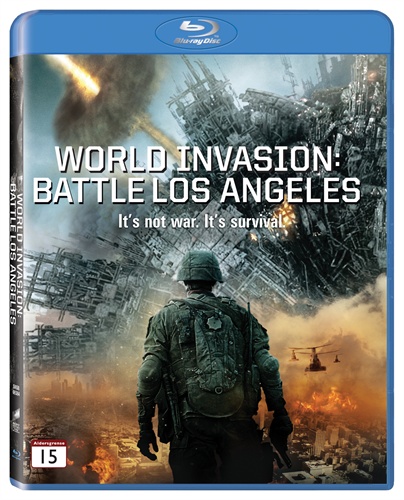 Blu-ray Disc
WORLD INVASION:
BATTLE LOS ANGELES
It's not war. It's survival.
WORLD INVASION:
BATTLE LOS ANGELES
Aldersgrense
15